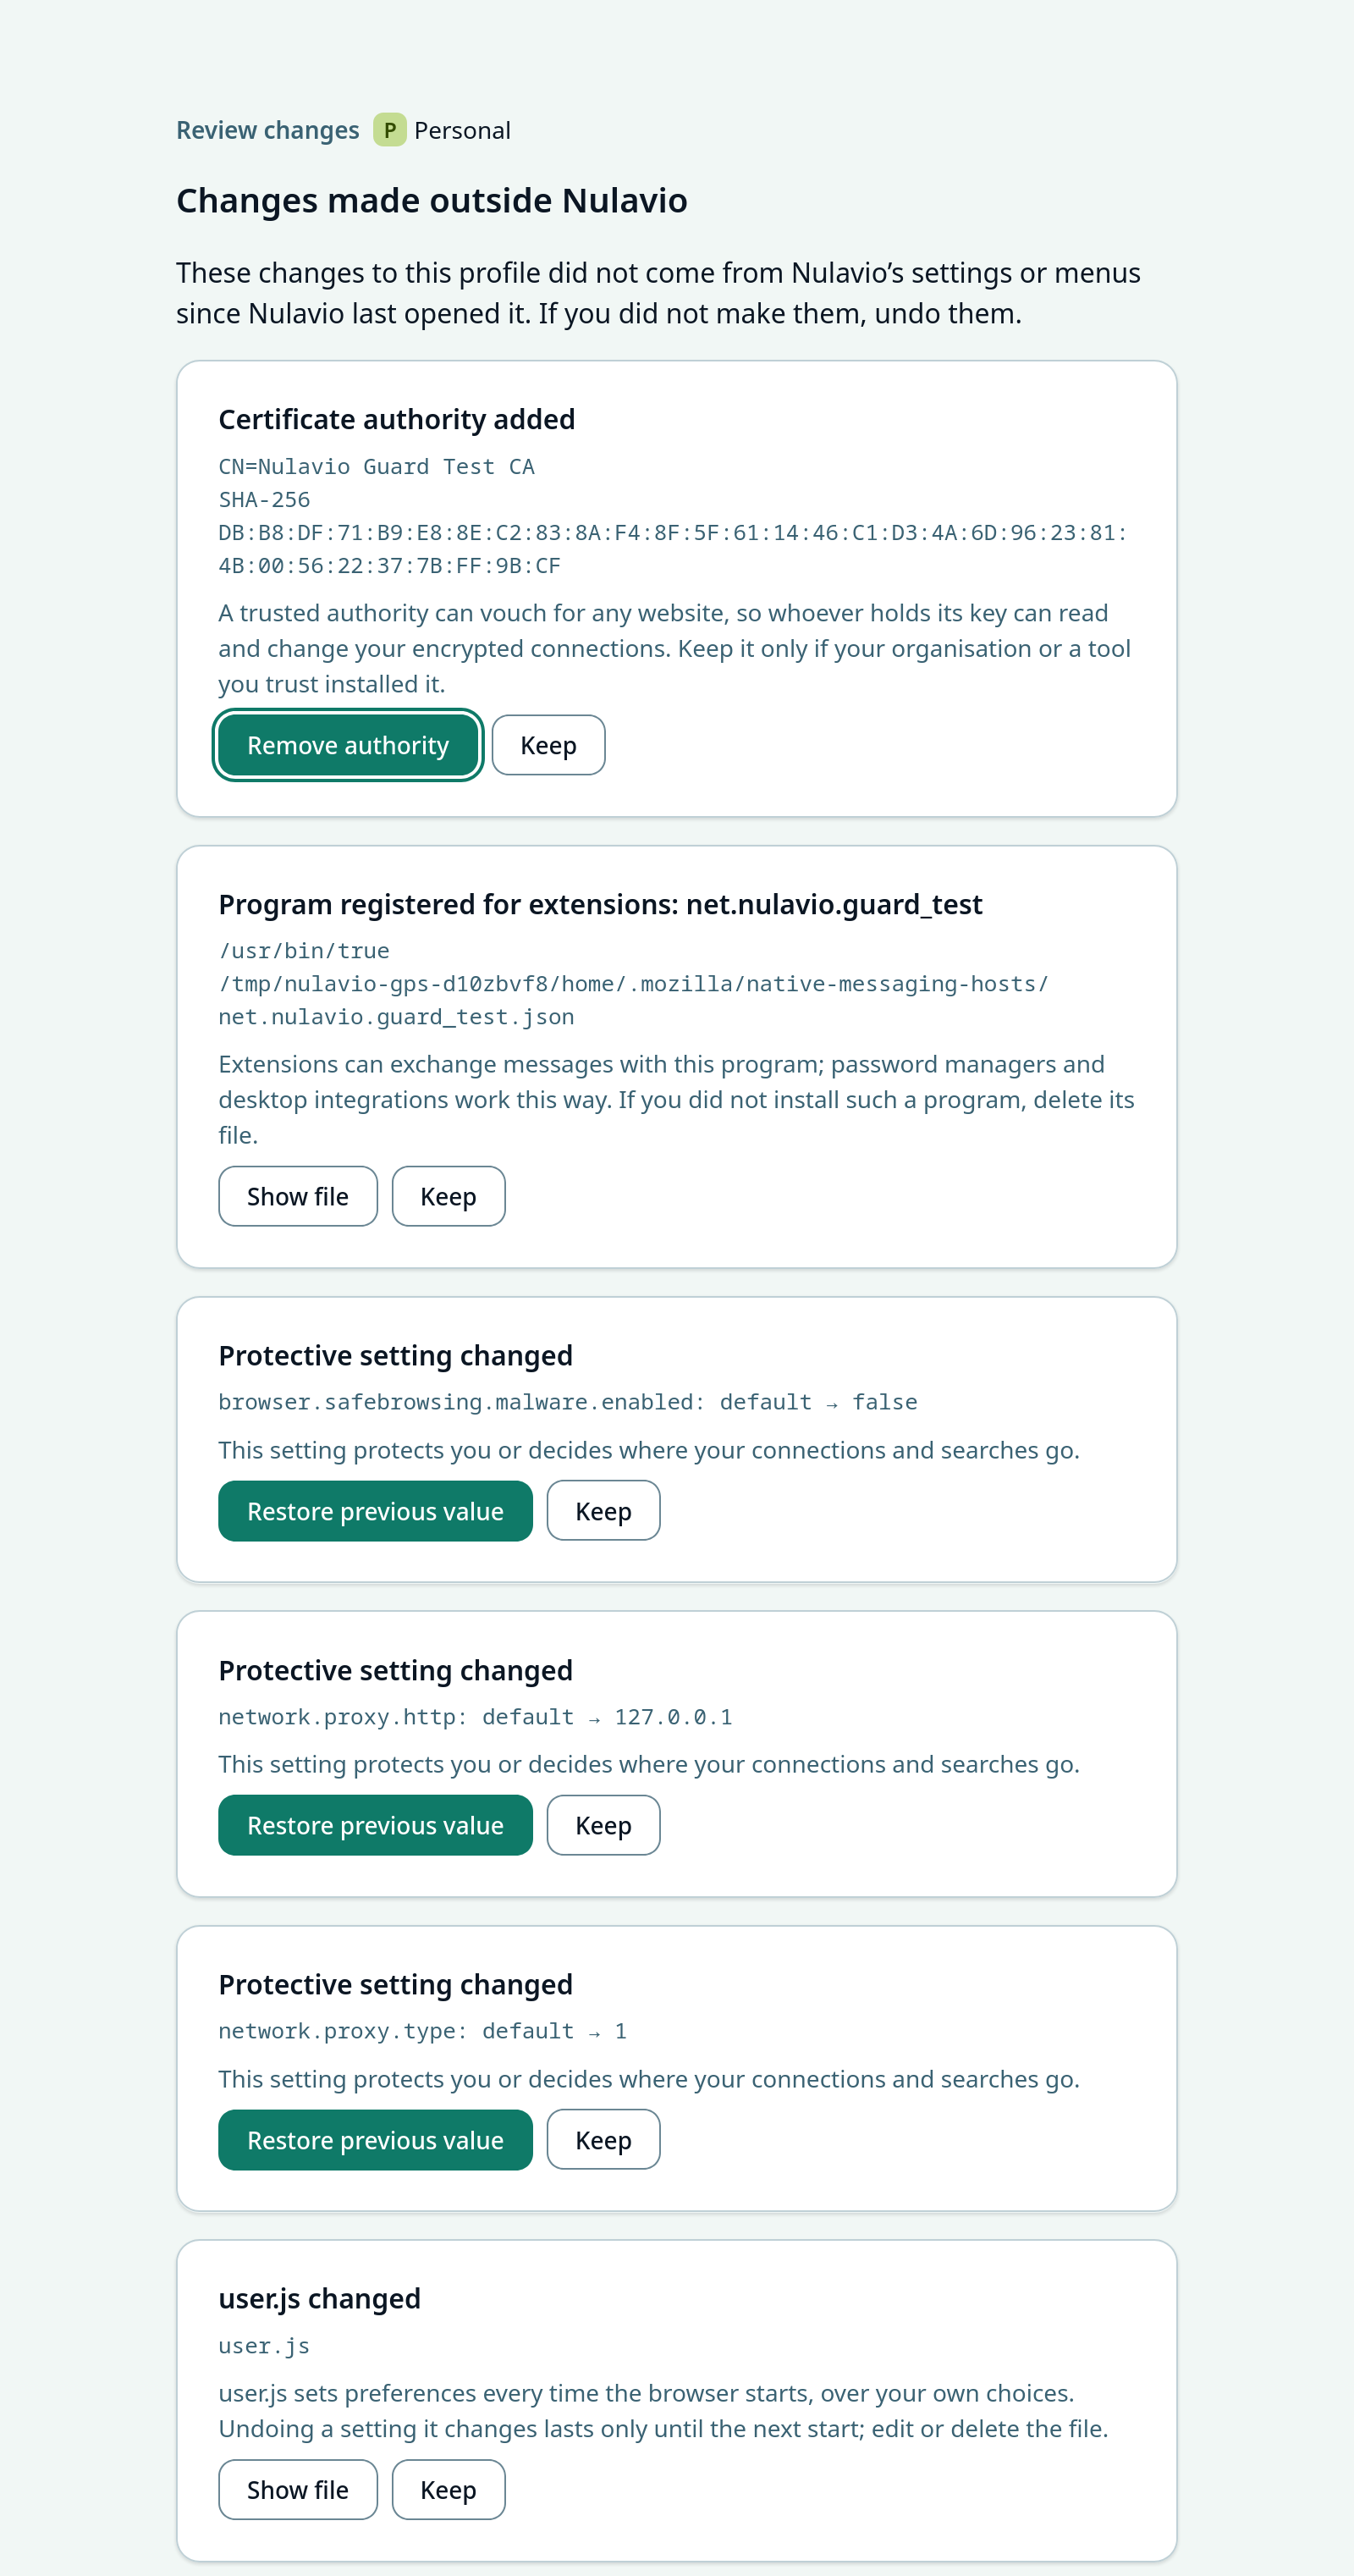 Review changes P Personal
Changes made outside Nulavio
These changes to this profile did not come from Nulavio’s settings or menus
since Nulavio last opened it. If you did not make them, undo them.
Certificate authority added
CN=Nulavio Guard Test CA
SHA-256
DB:B8:DF:71:B9:E8:8E:C2:83:8A:F4:8F:5F:61:14:46:C1:D3:4A:6D:96:23:81:
4B:00:56:22:37:7B:FF:9B:CF
A trusted authority can vouch for any website, so whoever holds its key can read
and change your encrypted connections. Keep it only if your organisation or a tool
you trust installed it.
Remove authority Keep
Program registered for extensions: net.nulavio.guard_test
/usr/bin/true
/tmp/nulavio-gps-d10zbvf8/home/.mozilla/native-messaging-hosts/
net.nulavio.guard_test.json
Extensions can exchange messages with this program; password managers and
desktop integrations work this way. If you did not install such a program, delete its
file.
Show file Keep
Protective setting changed
browser.safebrowsing.malware.enabled: default → false
This setting protects you or decides where your connections and searches go.
Restore previous value Keep
Protective setting changed
network.proxy.http: default → 127.0.0.1
This setting protects you or decides where your connections and searches go.
Restore previous value Keep
Protective setting changed
network.proxy.type: default → 1
This setting protects you or decides where your connections and searches go.
Restore previous value Keep
user.js changed
user.js
user.js sets preferences every time the browser starts, over your own choices.
Undoing a setting it changes lasts only until the next start; edit or delete the file.
Show file Keep